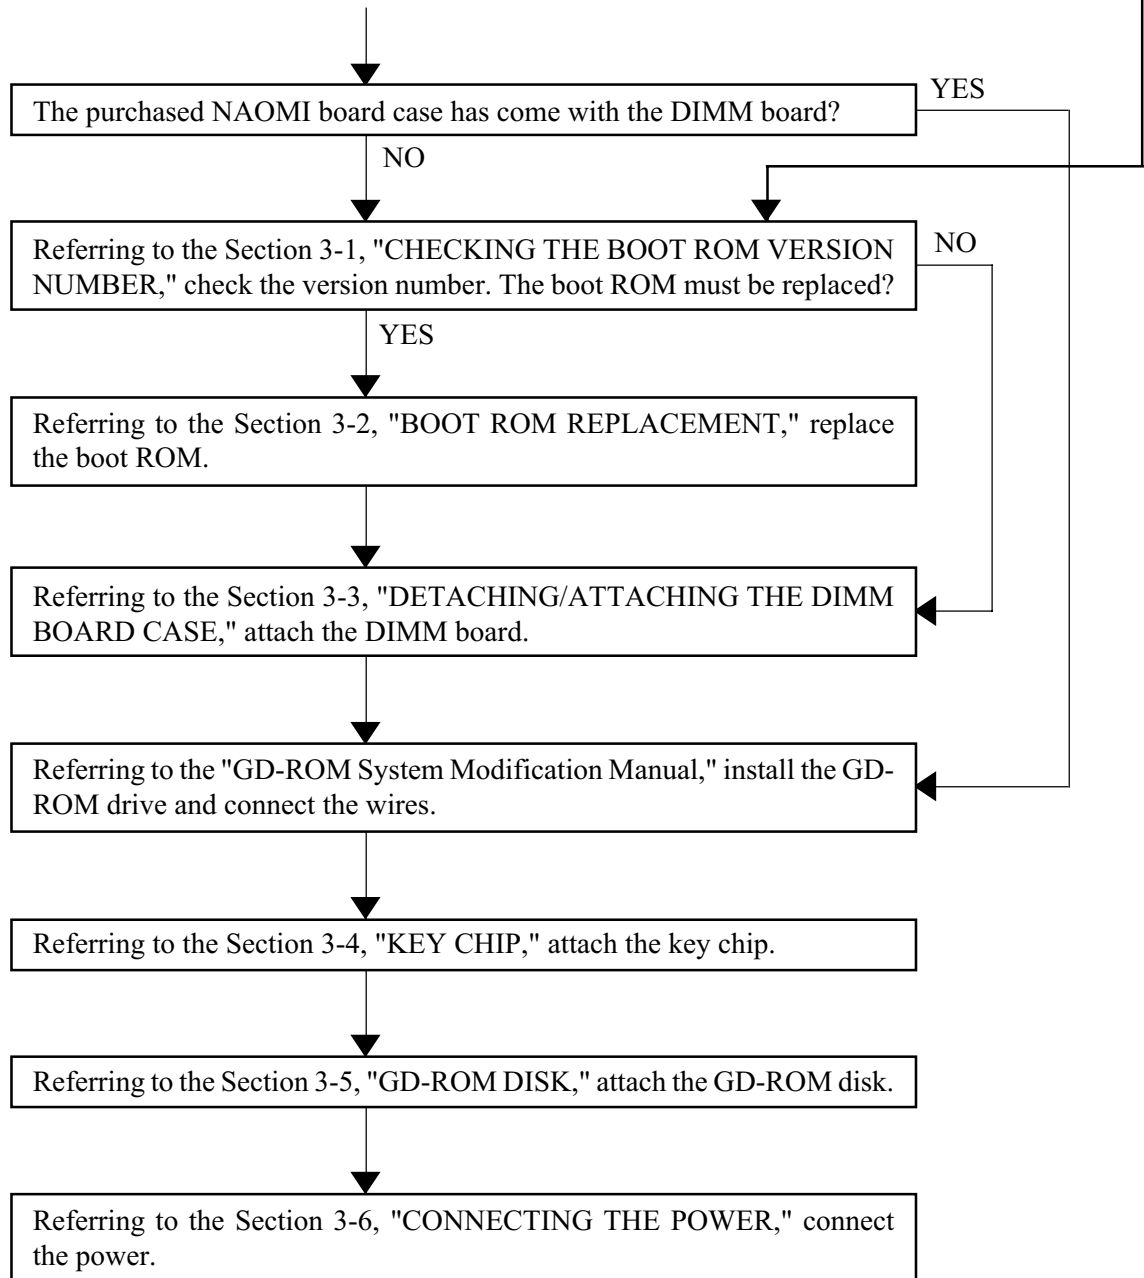 YES
The purchased NAOMI board case has come with the DIMM board?
NO
Referring to the Section 3-1, "CHECKING THE BOOT ROM VERSION
NUMBER," check the version number. The boot ROM must be replaced?
NO
YES
Referring to the Section 3-2, "BOOT ROM REPLACEMENT," replace
the boot ROM.
Referring to the Section 3-3, "DETACHING/ATTACHING THE DIMM
BOARD CASE," attach the DIMM board.
Referring to the "GD-ROM System Modification Manual," install the GD-
ROM drive and connect the wires.
Referring to the Section 3-4, "KEY CHIP," attach the key chip.
Referring to the Section 3-5, "GD-ROM DISK," attach the GD-ROM disk.
Referring to the Section 3-6, "CONNECTING THE POWER," connect
the power.